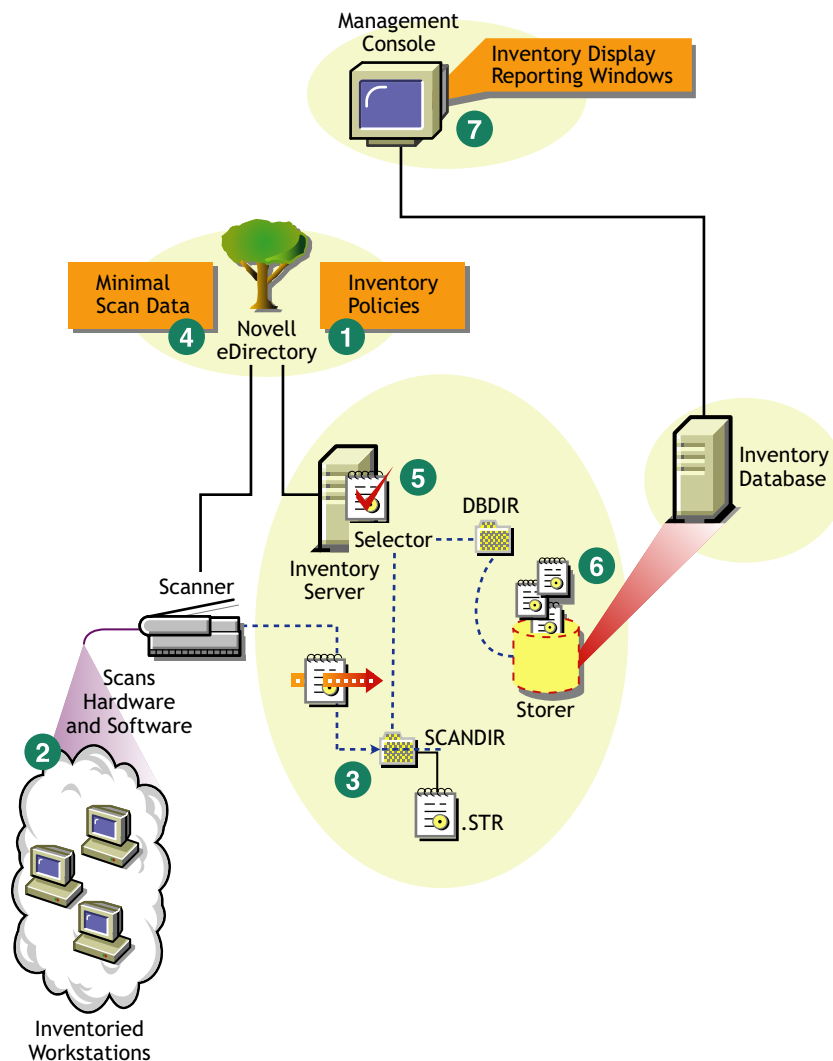 Management
Console
Inventory Display
Reporting Windows
7
Minimal
Scan Data
4
Novell
eDirectory
Inventory
Policies
1
5
DBDIR
Selector
Inventory
Server
Inventory
Database
6
Storer
Scanner
Scans
Hardware
and Software
SCANDIR
3
.STR
2
Inventoried
Workstations